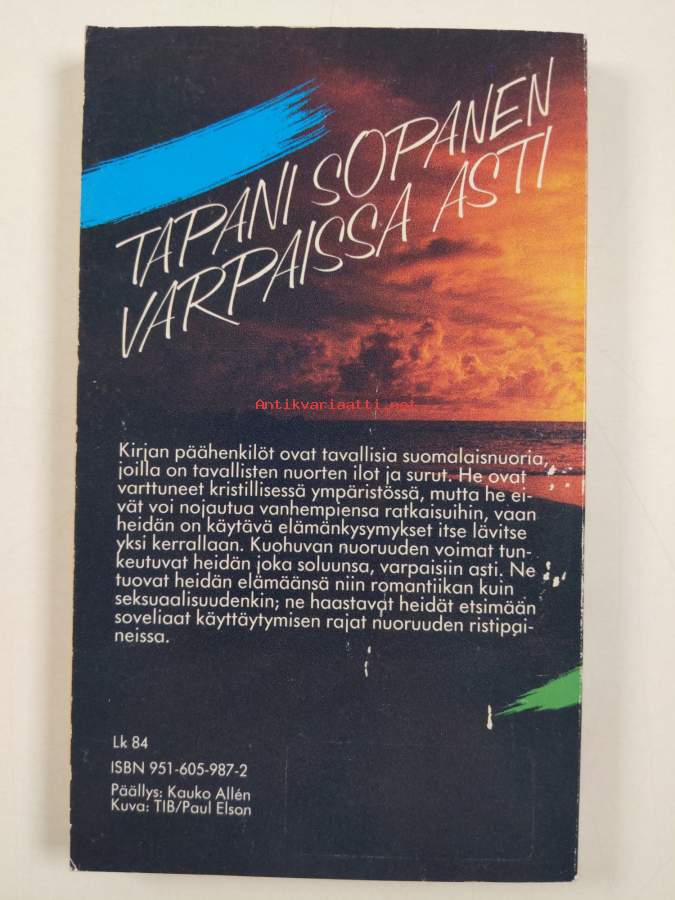 TAPANI SOPANEN
VARPAISSA ASTI
Antikvariaatti.net
Kirjan päähenkilöt ovat tavallisia suomalaisnuoria,
joilla on tavallisten nuorten ilot ja surut. He ovat
varttuneet kristillisessä ympäristössä, mutta he ei-
vät voi nojautua vanhempiensa ratkaisuihin, vaan
heidän on käytävä elämänkysymykset itse lävitse
yksi kerrallaan. Kuohuvan nuoruuden voimat tun-
keutuvat heidän joka soluunsa, varpaisiin asti. Ne
tuovat heidän elämäänsä niin romantiikan kuin
seksuaalisuudenkin; ne haastavat heidät etsimään
soveliaat käyttäytymisen rajat nuoruuden ristipai-
neissa.
Lk 84
ISBN 951-605-987-2
Päällys: Kauko Allén
Kuva: TIB/Paul Elson